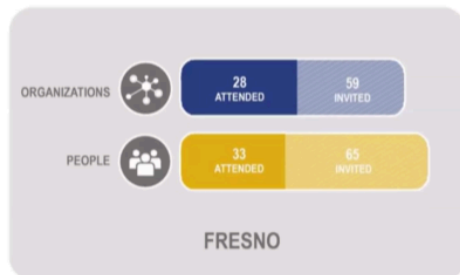 28 59
ORGANIZATIONS ATTENDED INVITED
33 65
PEOPLE ATTENDED INVITED
FRESNO